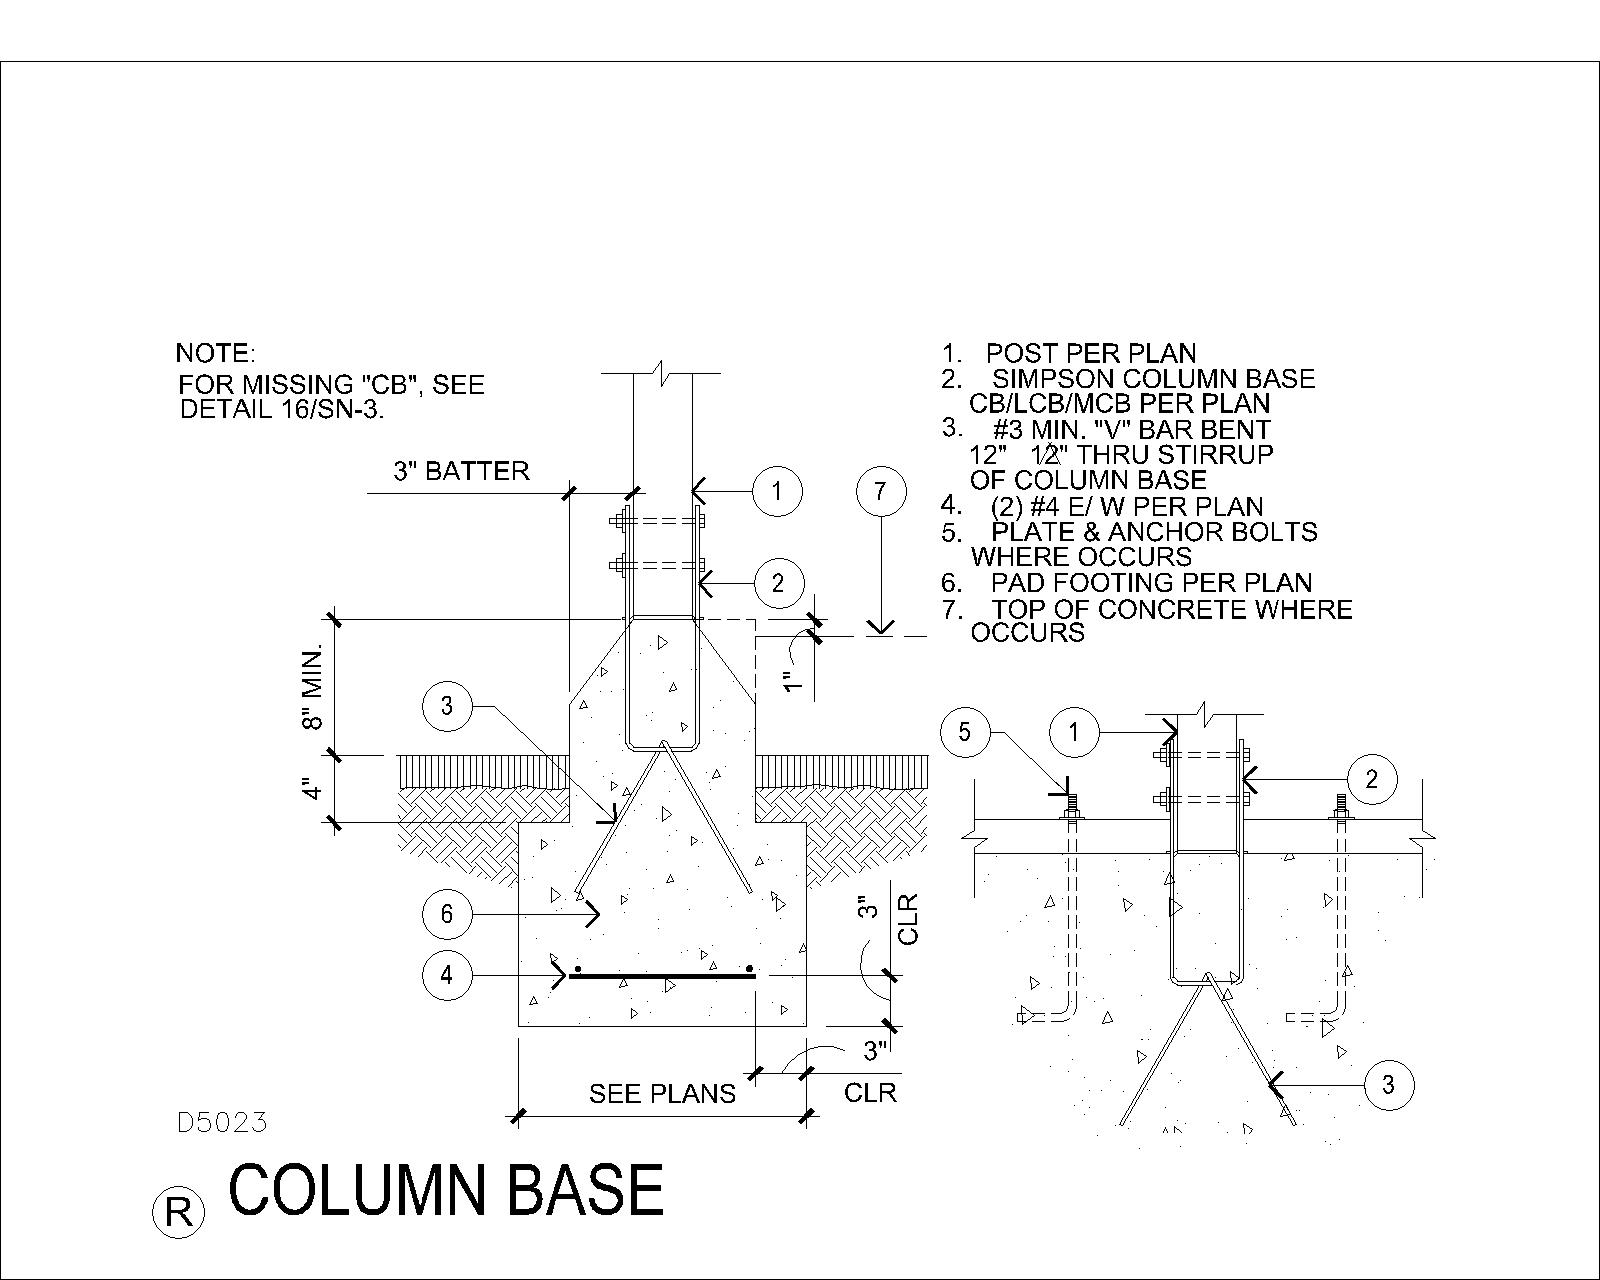 NOTE:
FOR MISSING "CB", SEE
DETAIL 16/SN-3.
3" BATTER
1
7
2
8" MIN.
4"
1"
3
6
4
3"
CLR
3"
CLR
SEE PLANS
1. POST PER PLAN
2. SIMPSON COLUMN BASE
CB/LCB/MCB PER PLAN
3. #3 MIN. "V" BAR BENT
12" 12" THRU STIRRUP
OF COLUMN BASE
4. (2) #4 E/ W PER PLAN
5. PLATE & ANCHOR BOLTS
WHERE OCCURS
6. PAD FOOTING PER PLAN
7. TOP OF CONCRETE WHERE
OCCURS
5
1
2
3
D5023
R COLUMN BASE